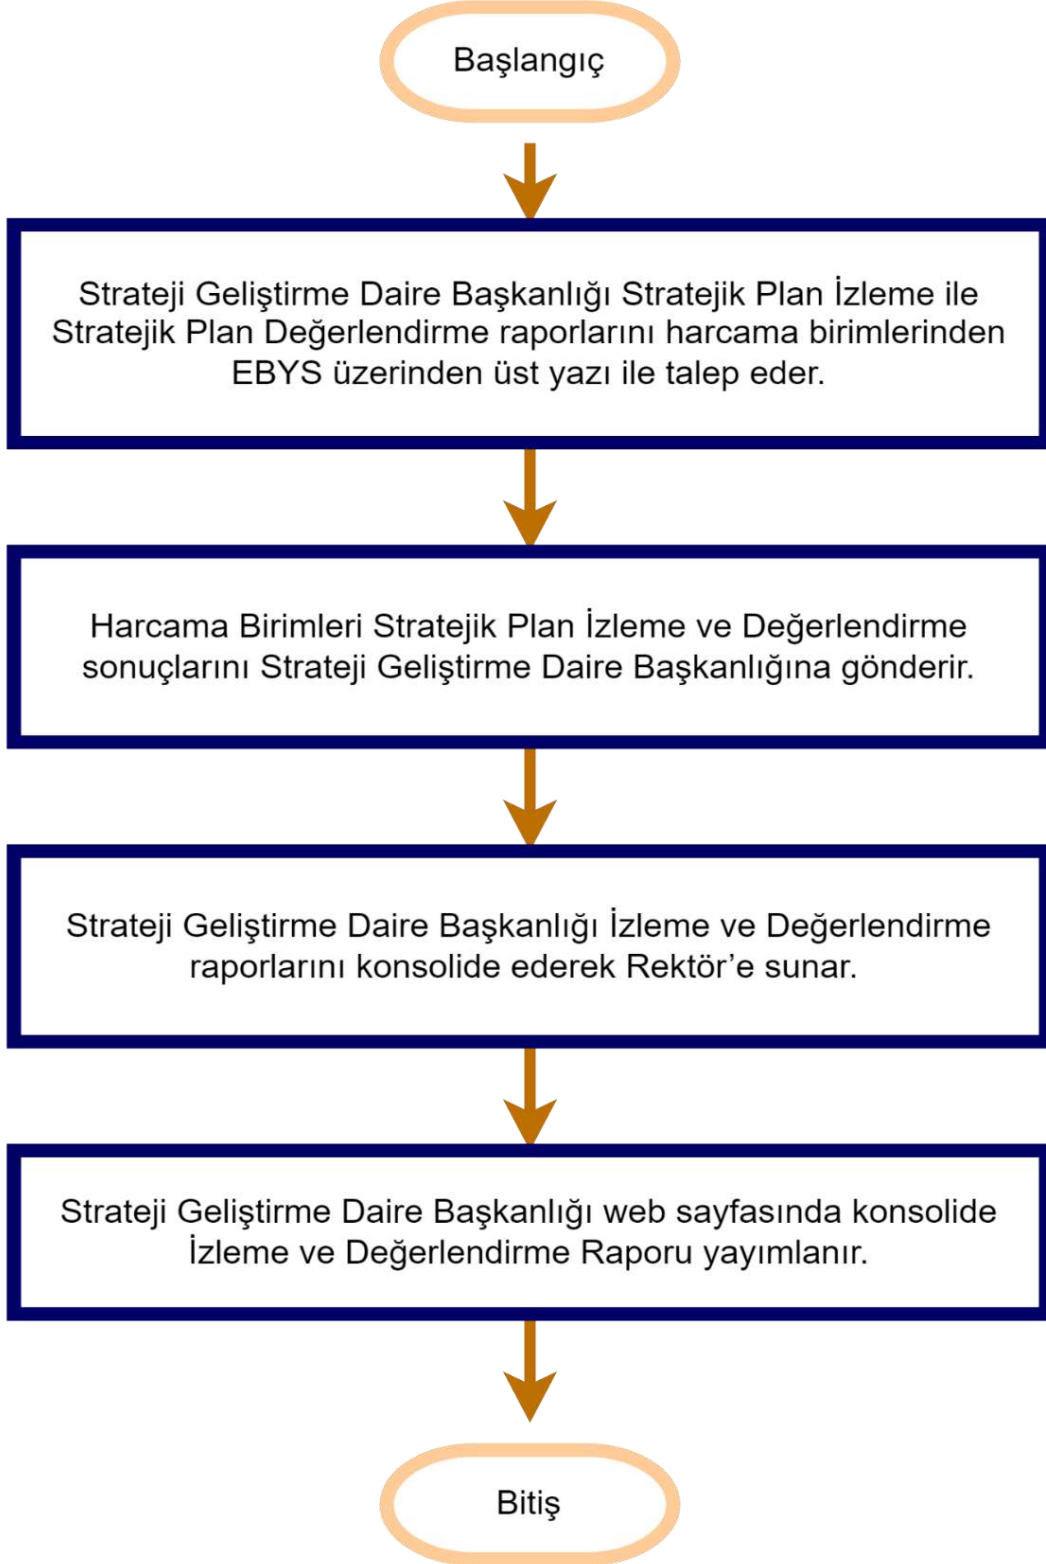 Başlangıç
Strateji Geliştirme Daire Başkanlığı Stratejik Plan İzleme ile
Stratejik Plan Değerlendirme raporlarını harcama birimlerinden
EBYS üzerinden üst yazı ile talep eder.
Harcama Birimleri Stratejik Plan İzleme ve Değerlendirme
sonuçlarını Strateji Geliştirme Daire Başkanlığına gönderir.
Strateji Geliştirme Daire Başkanlığı İzleme ve Değerlendirme
raporlarını konsolide ederek Rektör’e sunar.
Strateji Geliştirme Daire Başkanlığı web sayfasında konsolide
İzleme ve Değerlendirme Raporu yayımlanır.
Bitiş